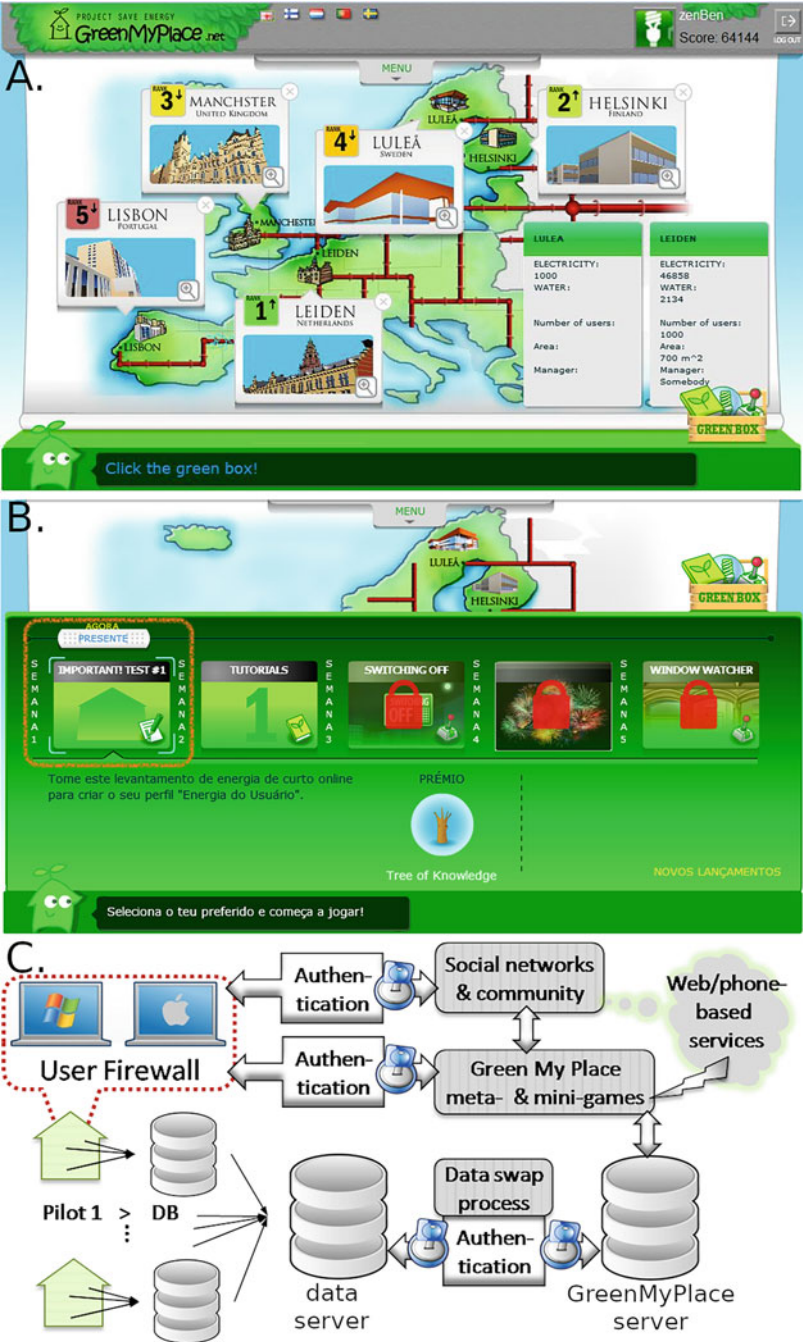 PROJECT SAVE ENERGY
GreenMyPlace.net
zenBen
Score: 64144
LOG OUT
A.
MENU
RANK
3
MANCHSTER
UNITED KINGDOM
RANK
4
LULEÅ
SWEDEN
RANK
2
HELSINKI
FINLAND
LULEÅ
HELSINKI
RANK
5
LISBON
PORTUGAL
MANCHESTER
LEIDEN
RANK
1
LEIDEN
NETHERLANDS
LISBON
LULEA
ELECTRICITY:
1000
WATER:
Number of users:
Area:
Manager:
LEIDEN
ELECTRICITY:
46858
WATER:
2134
Number of users:
1000
Area:
700 m^2
Manager:
Somebody
GREEN BOX
Click the green box!
B.
MENU
LULEÅ
HELSINKI
GREEN BOX
AGORA
PRESENTE
SEMANA 1
IMPORTANT! TEST #1
SEMANA 2
TUTORIALS
1
SEMANA 3
SWITCHING OFF
OFF
SEMANA 4
SEMANA 5
WINDOW WATCHER
Tome este levantamento de energia de curto online
para criar o seu perfil "Energia do Usuário".
PRÉMIO
Tree of Knowledge
NOVOS LANÇAMENTOS
Seleciona o teu preferido e começa a jogar!
C.
User Firewall
Authen-
tication
Social networks
& community
Web/phone-
based
services
Authen-
tication
Green My Place
meta- & mini-games
Pilot 1 > DB
⋮
data
server
Data swap
process
Authen-
tication
GreenMyPlace
server